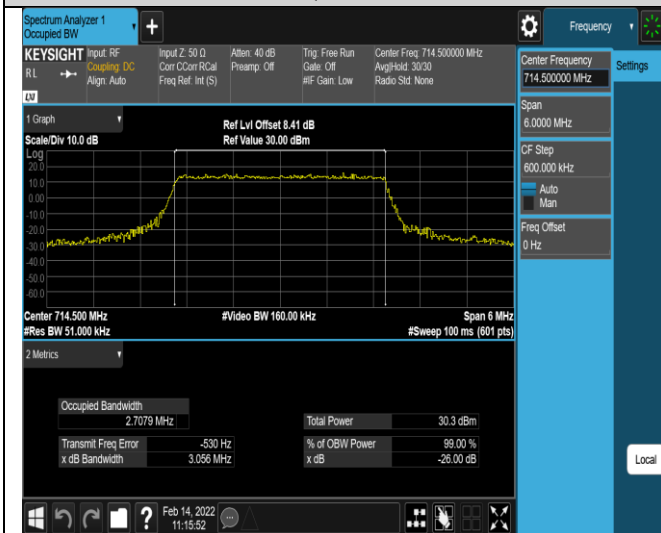 Spectrum Analyzer 1
Occupied BW
+
Frequency
KEYSIGHT
Input: RF
Coupling: DC
Align: Auto
RL
LXI
Input Z: 50 Ω
Corr CCorr RCal
Freq Ref: Int (S)
Atten: 40 dB
Preamp: Off
Trig: Free Run
Gate: Off
#IF Gain: Low
Center Freq: 714.500000 MHz
Avg|Hold: 30/30
Radio Std: None
Center Frequency
714.500000 MHz
Settings
Span
6.0000 MHz
CF Step
600.000 kHz
Auto
Man
Freq Offset
0 Hz
1 Graph
Scale/Div 10.0 dB
Ref Lvl Offset 8.41 dB
Ref Value 30.00 dBm
Log
20.0
10.0
0.00
-10.0
-20.0
-30.0
-40.0
-50.0
-60.0
Center 714.500 MHz
#Video BW 160.00 kHz
Span 6 MHz
#Res BW 51.000 kHz
#Sweep 100 ms (601 pts)
2 Metrics
Occupied Bandwidth
2.7079 MHz
Total Power 30.3 dBm
Transmit Freq Error -530 Hz
% of OBW Power 99.00 %
x dB Bandwidth 3.056 MHz
x dB -26.00 dB
Local
?
Feb 14, 2022
11:15:52